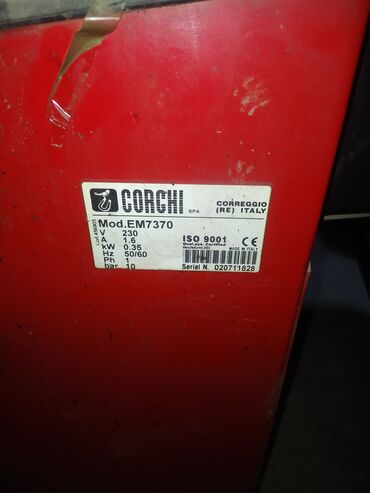 CORGHI SPA
CORREGGIO
(RE) ITALY
Mod.EM7370
V 230
A 1.6
kW 0.35
Hz 50/60
Ph 1
bar 10
ISO 9001 CE
MADE IN ITALY
Serial N. 020711828